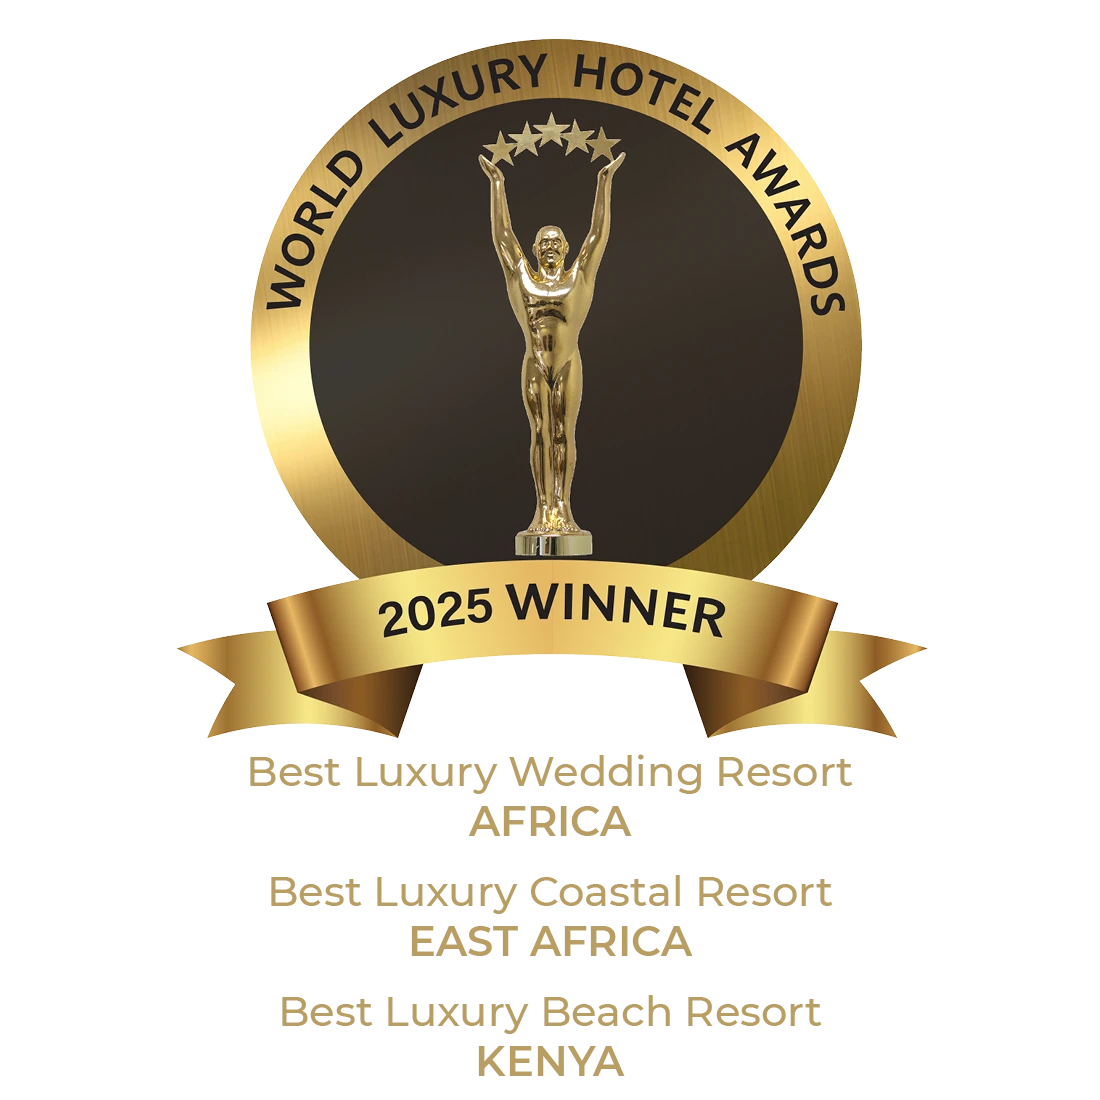 WORLD LUXURY HOTEL AWARDS
2025 WINNER
Best Luxury Wedding Resort
AFRICA
Best Luxury Coastal Resort
EAST AFRICA
Best Luxury Beach Resort
KENYA